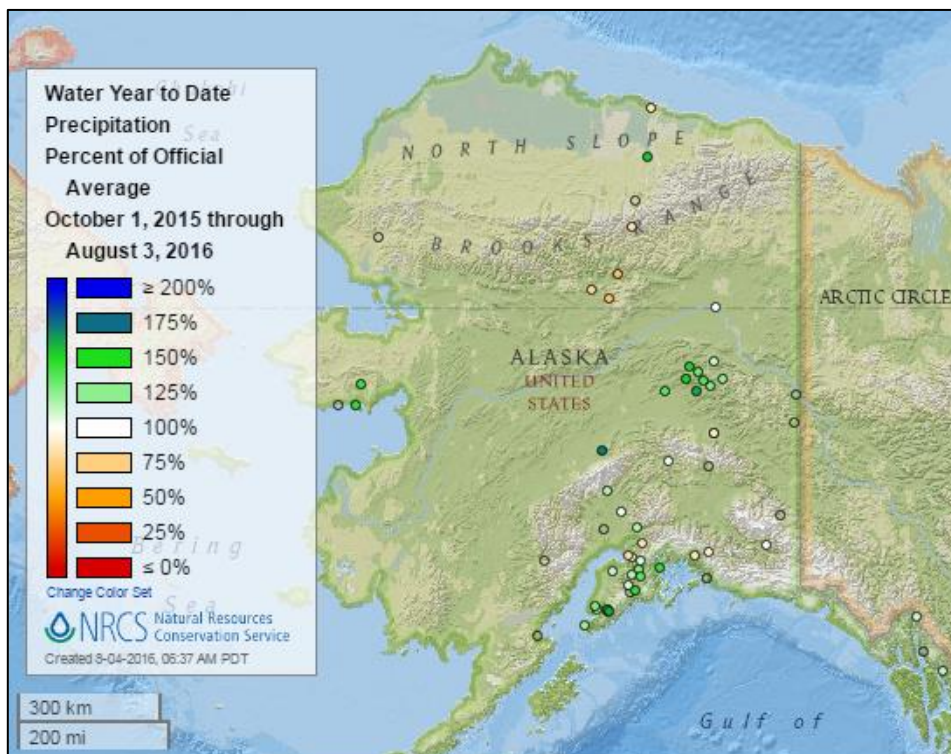 Water Year to Date
Precipitation
Percent of Official
Average
October 1, 2015 through
August 3, 2016
≥ 200%
175%
150%
125%
100%
75%
50%
25%
≤ 0%
Change Color Set
NRCS Natural Resources
Conservation Service
Created 8-04-2016, 06:37 AM PDT
300 km
200 mi
Sea
NORTH SLOPE
BROOKS RANGE
ARCTIC CIRCLE
ALASKA
UNITED
STATES
Bering
Sea
Gulf of